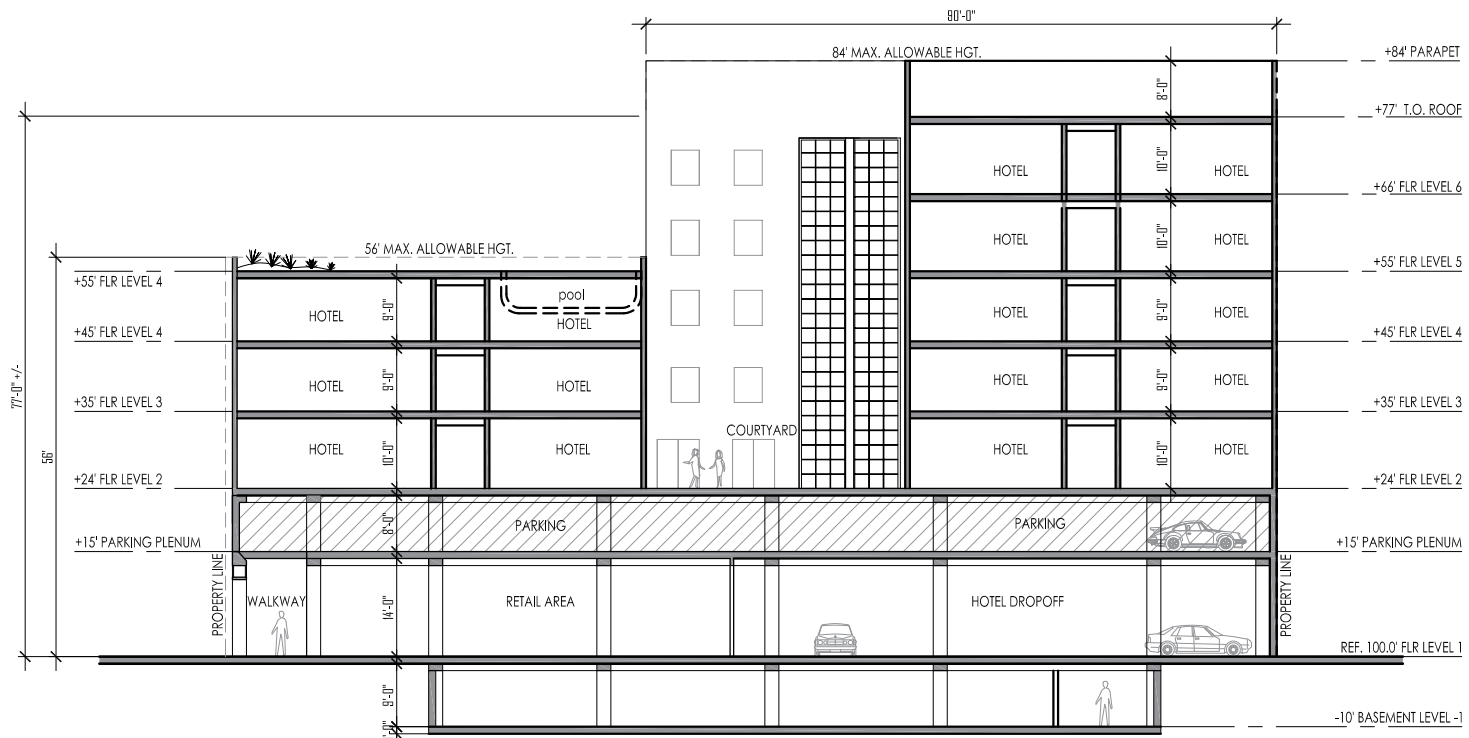 90'-0"
84' MAX. ALLOWABLE HGT.
+84' PARAPET
8'-0"
+77' T.O. ROOF
HOTEL
10'-0"
HOTEL
+66' FLR LEVEL 6
HOTEL
10'-0"
HOTEL
56' MAX. ALLOWABLE HGT.
+55' FLR LEVEL 4
+55' FLR LEVEL 5
pool
HOTEL
9'-0"
HOTEL
HOTEL
9'-0"
HOTEL
+45' FLR LEVEL 4
+45' FLR LEVEL 4
77'-0" +/-
HOTEL
9'-0"
HOTEL
HOTEL
9'-0"
HOTEL
+35' FLR LEVEL 3
+35' FLR LEVEL 3
COURTYARD
56'
HOTEL
10'-0"
HOTEL
HOTEL
10'-0"
HOTEL
+24' FLR LEVEL 2
+24' FLR LEVEL 2
8'-0"
PARKING
PARKING
+15' PARKING PLENUM
+15' PARKING PLENUM
PROPERTY LINE
WALKWAY
14'-0"
RETAIL AREA
HOTEL DROPOFF
PROPERTY LINE
REF. 100.0' FLR LEVEL 1
9'-0"
-10' BASEMENT LEVEL -1